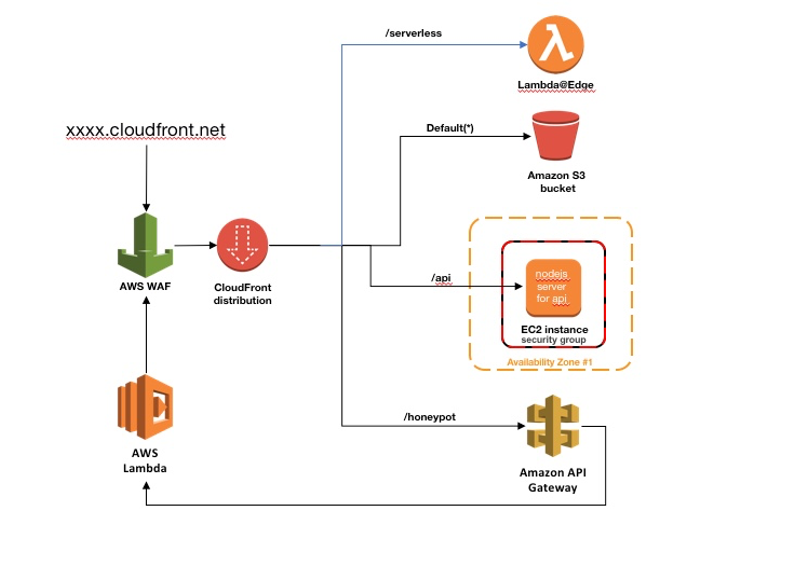 /serverless
λ
Lambda@Edge
xxxx.cloudfront.net
Default(*)
Amazon S3
bucket
AWS WAF
CloudFront
distribution
/api
nodejs
server
for api
EC2 instance
security group
Availability Zone #1
/honeypot
AWS
Lambda
Amazon API
Gateway